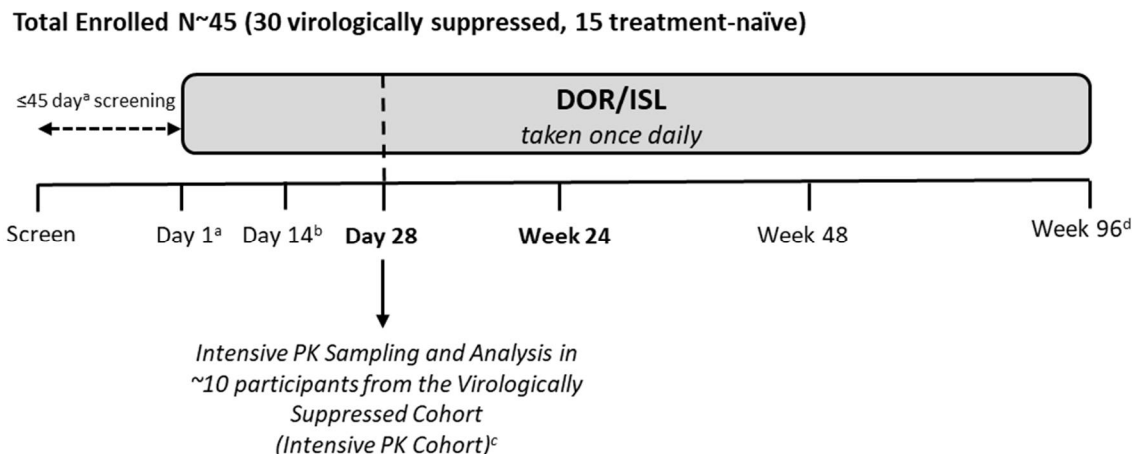 Total Enrolled N~45 (30 virologically suppressed, 15 treatment-naïve)
≤45 dayᵃ screening
DOR/ISL
taken once daily
Screen
Day 1ᵃ
Day 14ᵇ
Day 28
Week 24
Week 48
Week 96ᵈ
Intensive PK Sampling and Analysis in
~10 participants from the Virologically
Suppressed Cohort
(Intensive PK Cohort)ᶜ